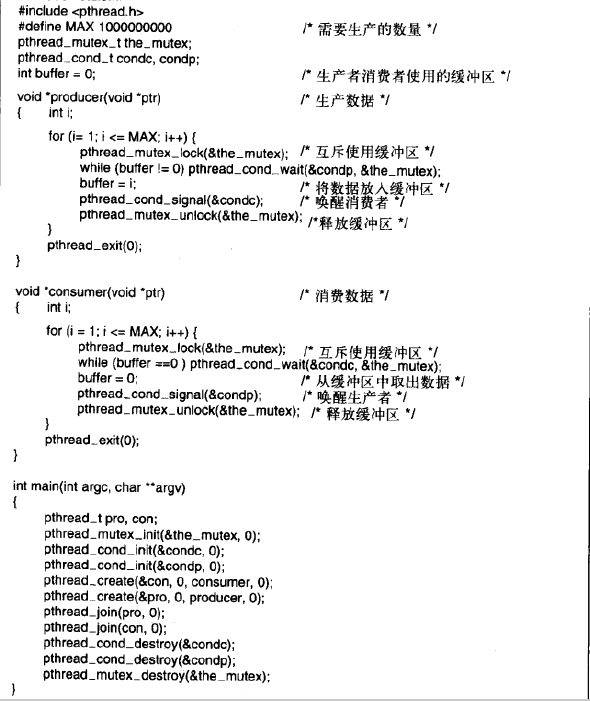 #include <pthread.h>
#define MAX 1000000000 /* 需要生产的数量 */
pthread_mutex_t the_mutex;
pthread_cond_t condc, condp;
int buffer = 0; /* 生产者消费者使用的缓冲区 */
void *producer(void *ptr) /* 生产数据 */
{ int i;
for (i= 1; i <= MAX; i++) {
pthread_mutex_lock(&the_mutex); /* 互斥使用缓冲区 */
while (buffer != 0) pthread_cond_wait(&condp, &the_mutex);
buffer = i; /* 将数据放入缓冲区 */
pthread_cond_signal(&condc); /* 唤醒消费者 */
pthread_mutex_unlock(&the_mutex); /*释放缓冲区 */
}
pthread_exit(0);
}
void *consumer(void *ptr) /* 消费数据 */
{ int i;
for (i = 1; i <= MAX; i++) {
pthread_mutex_lock(&the_mutex); /* 互斥使用缓冲区 */
while (buffer ==0 ) pthread_cond_wait(&condc, &the_mutex);
buffer = 0; /* 从缓冲区中取出数据 */
pthread_cond_signal(&condp); /* 唤醒生产者 */
pthread_mutex_unlock(&the_mutex); /* 释放缓冲区 */
}
pthread_exit(0);
}
int main(int argc, char **argv)
{
pthread_t pro, con;
pthread_mutex_init(&the_mutex, 0);
pthread_cond_init(&condc, 0);
pthread_cond_init(&condp, 0);
pthread_create(&con, 0, consumer, 0);
pthread_create(&pro, 0, producer, 0);
pthread_join(pro, 0);
pthread_join(con, 0);
pthread_cond_destroy(&condc);
pthread_cond_destroy(&condp);
pthread_mutex_destroy(&the_mutex);
}